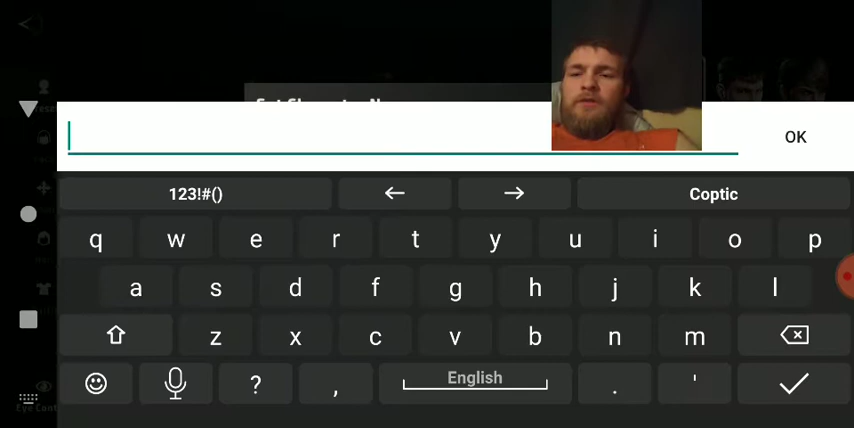 OK
123!#() ← → Coptic
q w e r t y u i o p
a s d f g h j k l
z x c v b n m
? , English . '